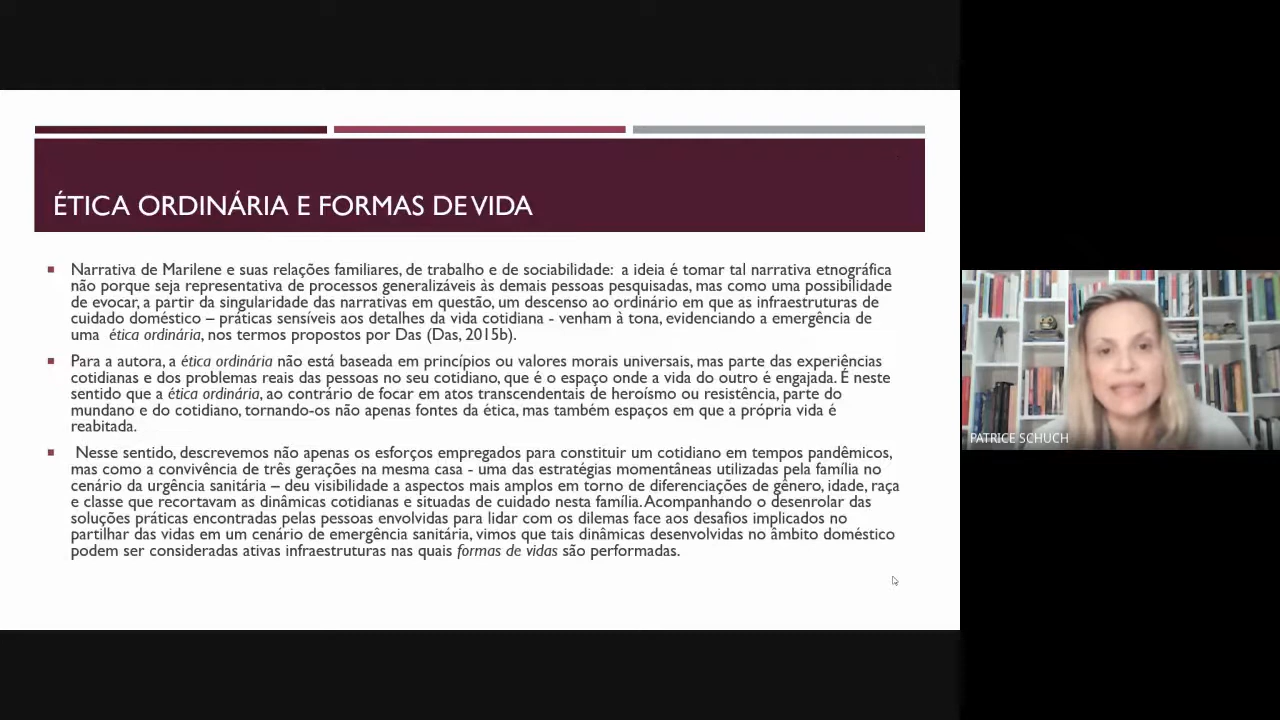 ÉTICA ORDINÁRIA E FORMAS DE VIDA
Narrativa de Marilene e suas relações familiares, de trabalho e de sociabilidade: a ideia é tomar tal narrativa etnográfica
não porque seja representativa de processos generalizáveis às demais pessoas pesquisadas, mas como uma possibilidade
de evocar, a partir da singularidade das narrativas em questão, um descenso ao ordinário em que as infraestruturas de
cuidado doméstico – práticas sensíveis aos detalhes da vida cotidiana - venham à tona, evidenciando a emergência de
uma ética ordinária, nos termos propostos por Das (Das, 2015b).
Para a autora, a ética ordinária não está baseada em princípios ou valores morais universais, mas parte das experiências
cotidianas e dos problemas reais das pessoas no seu cotidiano, que é o espaço onde a vida do outro é engajada. É neste
sentido que a ética ordinária, ao contrário de focar em atos transcendentais de heroísmo ou resistência, parte do
mundano e do cotidiano, tornando-os não apenas fontes da ética, mas também espaços em que a própria vida é
reabitada.
Nesse sentido, descrevemos não apenas os esforços empregados para constituir um cotidiano em tempos pandêmicos,
mas como a convivência de três gerações na mesma casa - uma das estratégias momentâneas utilizadas pela família no
cenário da urgência sanitária – deu visibilidade a aspectos mais amplos em torno de diferenciações de gênero, idade, raça
e classe que recortavam as dinâmicas cotidianas e situadas de cuidado nesta família. Acompanhando o desenrolar das
soluções práticas encontradas pelas pessoas envolvidas para lidar com os dilemas face aos desafios implicados no
partilhar das vidas em um cenário de emergência sanitária, vimos que tais dinâmicas desenvolvidas no âmbito doméstico
podem ser consideradas ativas infraestruturas nas quais formas de vidas são performadas.
PATRICE SCHUCH